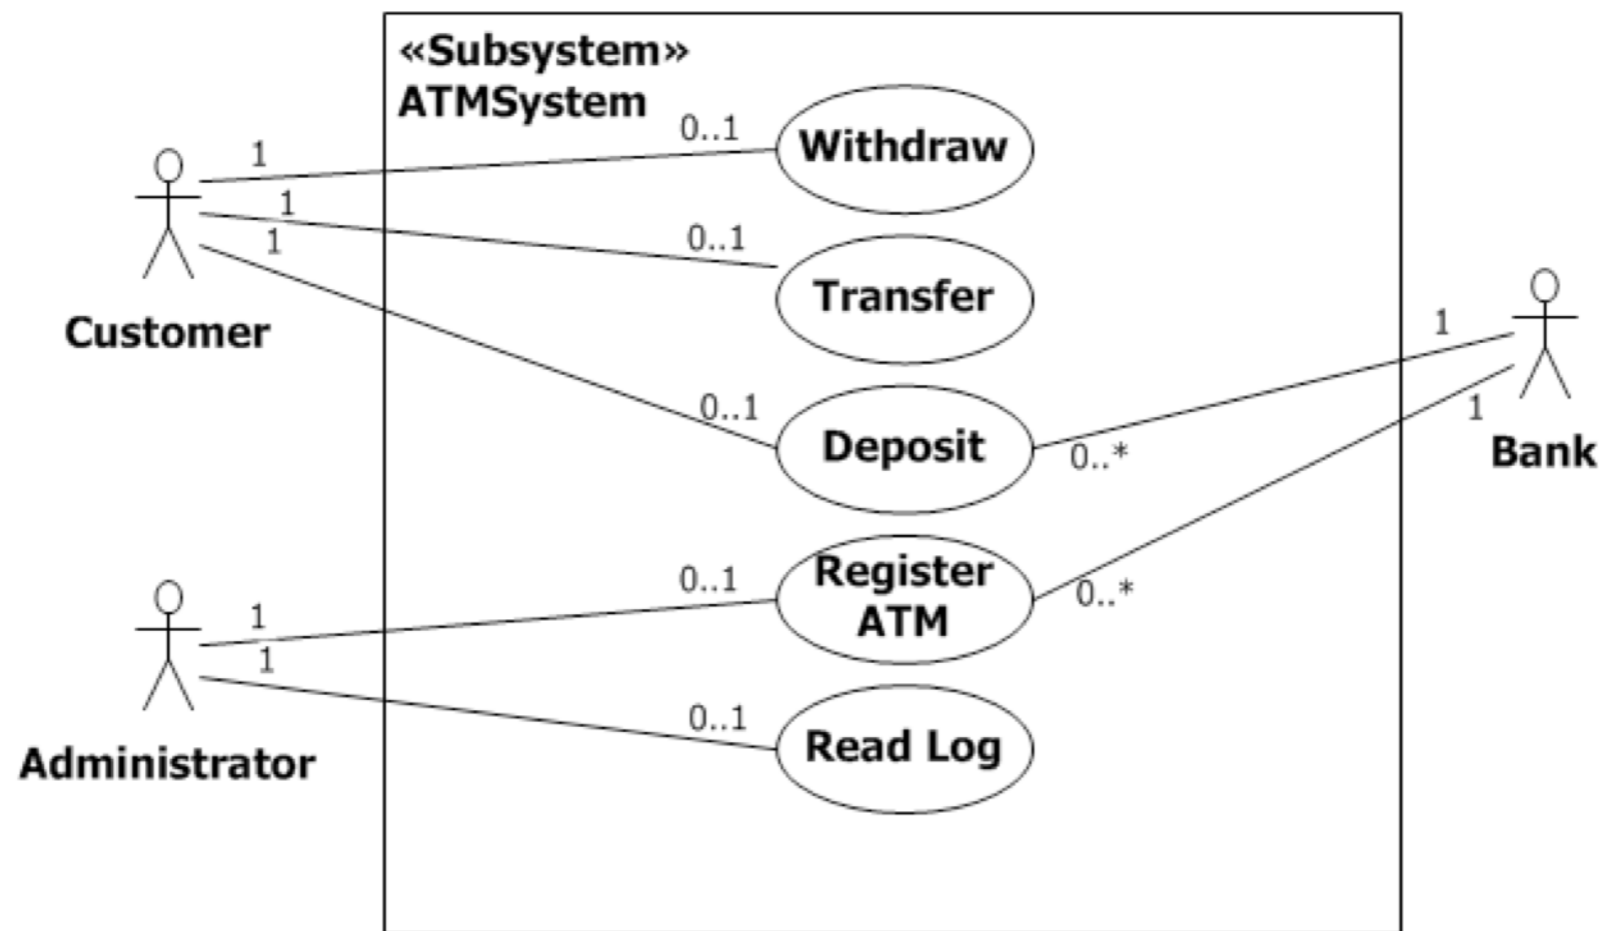 «Subsystem»
ATMSystem
1
0..1
Withdraw
1
0..1
Transfer
1
0..1
Deposit
Customer
1
0..*
1
Bank
1
0..1
Register
ATM
0..*
1
0..1
Read Log
Administrator